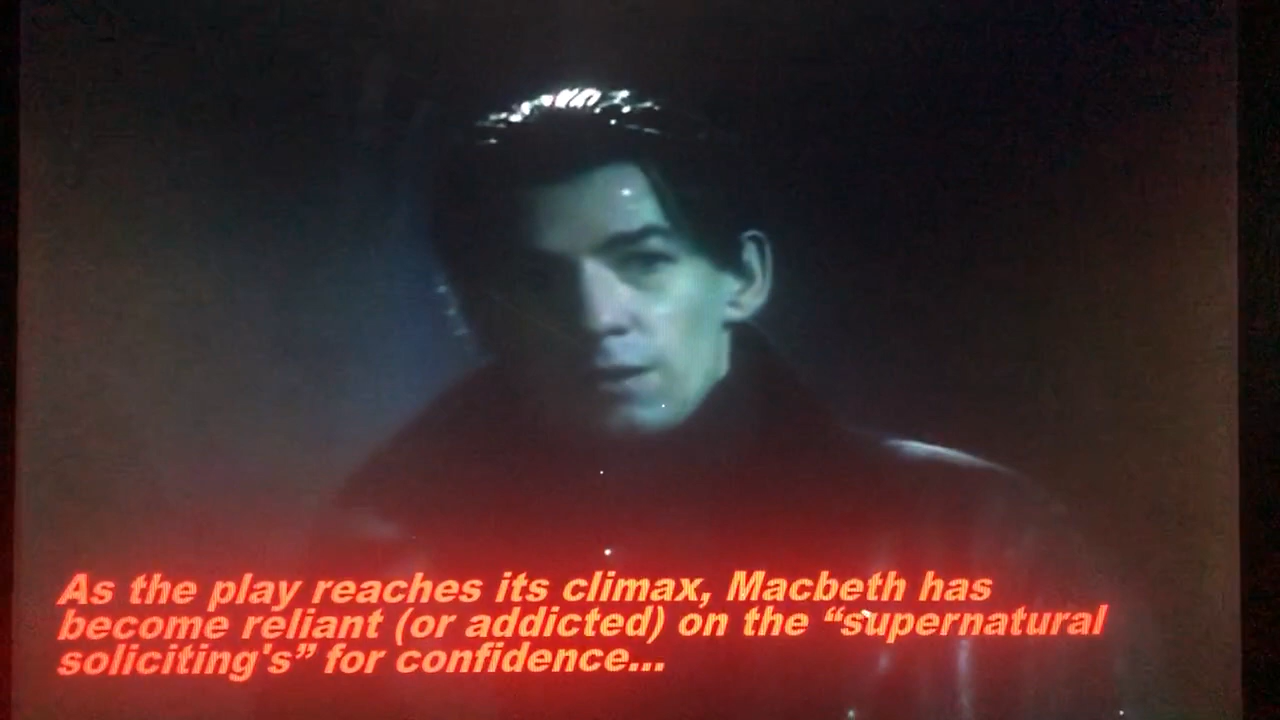 As the play reaches its climax, Macbeth has
become reliant (or addicted) on the “supernatural
soliciting's” for confidence...